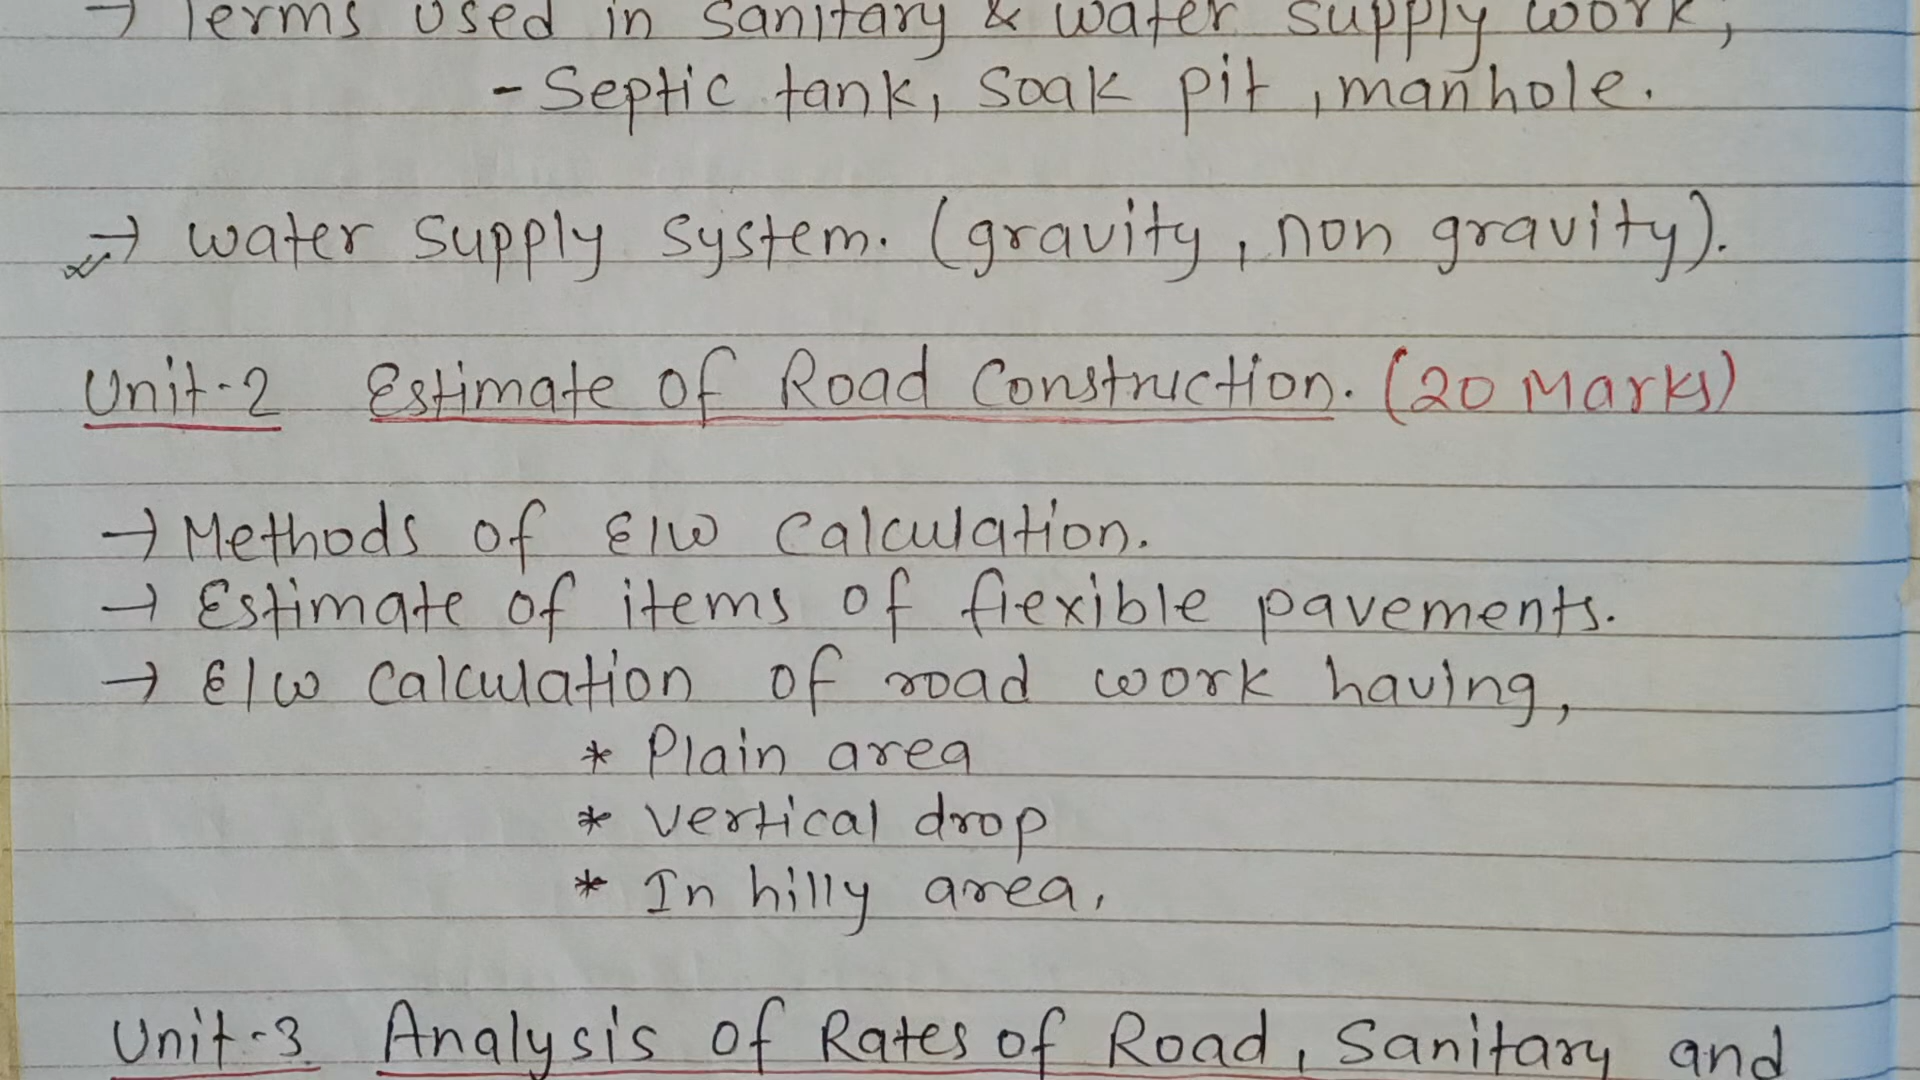 → Terms used in Sanitary & water supply work,
- Septic tank, Soak pit, manhole.
→ water supply system. (gravity, non gravity).
Unit-2 Estimate of Road Construction. (20 Marks)
→ Methods of E/W Calculation.
→ Estimate of items of flexible pavements.
→ E/W Calculation of road work having,
* Plain area
* vertical drop
* In hilly area.
Unit-3 Analysis of Rates of Road, Sanitary and